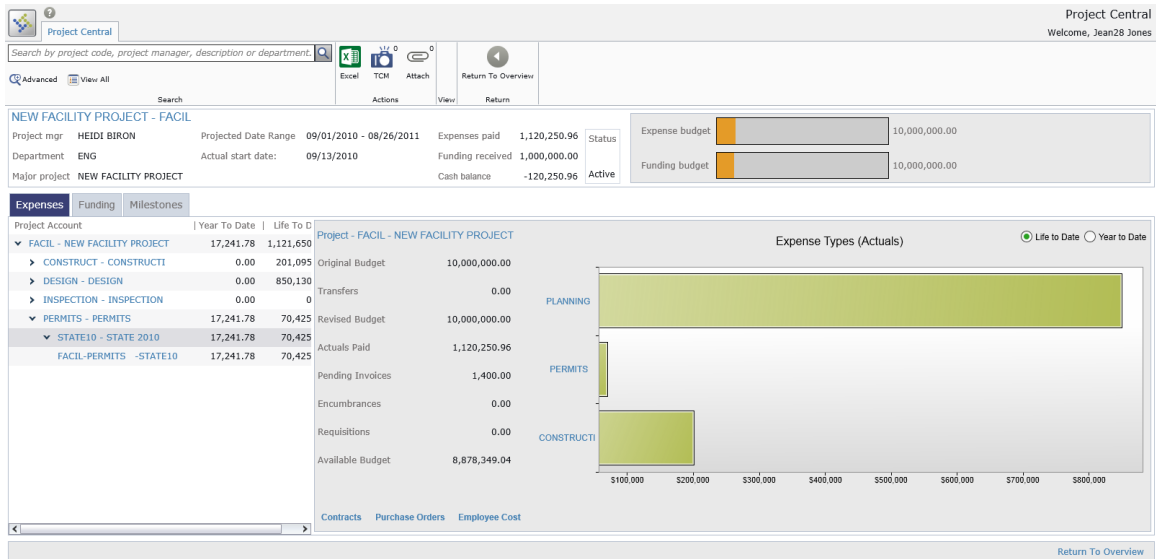 Project Central
Project Central
Welcome, Jean28 Jones
Search by project code, project manager, description or department.
Advanced View All
Search
Excel
0
TCM
0
Attach
Actions
View
Return To Overview
Return
NEW FACILITY PROJECT - FACIL
Project mgr HEIDI BIRON Projected Date Range 09/01/2010 - 08/26/2011 Expenses paid 1,120,250.96 Status
Department ENG Actual start date: 09/13/2010 Funding received 1,000,000.00
Major project NEW FACILITY PROJECT Cash balance -120,250.96 Active
Expense budget 10,000,000.00
Funding budget 10,000,000.00
Expenses Funding Milestones
Project Account | Year To Date | Life To D
FACIL - NEW FACILITY PROJECT 17,241.78 1,121,650
CONSTRUCT - CONSTRUCTI 0.00 201,095
DESIGN - DESIGN 0.00 850,130
INSPECTION - INSPECTION 0.00 0
PERMITS - PERMITS 17,241.78 70,425
STATE10 - STATE 2010 17,241.78 70,425
FACIL-PERMITS -STATE10 17,241.78 70,425
Project - FACIL - NEW FACILITY PROJECT
Original Budget 10,000,000.00
Transfers 0.00
Revised Budget 10,000,000.00
Actuals Paid 1,120,250.96
Pending Invoices 1,400.00
Encumbrances 0.00
Requisitions 0.00
Available Budget 8,878,349.04
Contracts Purchase Orders Employee Cost
Expense Types (Actuals)
Life to Date Year to Date
PLANNING
PERMITS
CONSTRUCTI
$100,000 $200,000 $300,000 $400,000 $500,000 $600,000 $700,000 $800,000
Return To Overview